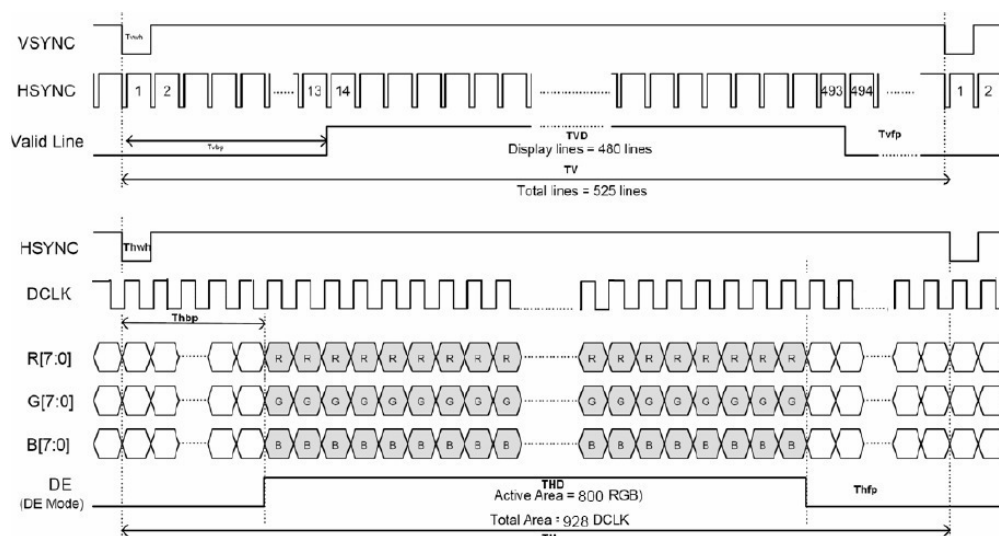 VSYNC
Tvwh
HSYNC
1 2 13 14 493 494 1 2
Valid Line
Tvbp
TVD
Tvfp
Display lines = 480 lines
TV
Total lines = 525 lines
HSYNC
Thwh
DCLK
Thbp
R[7:0]
R R R R R R R R R R R R R R R R R
G[7:0]
G G G G G G G G G G G G G G G G G
B[7:0]
B B B B B B B B B B B B B B B B B
DE
(DE Mode)
THD
Thfp
Active Area = 800 RGB)
Total Area = 928 DCLK